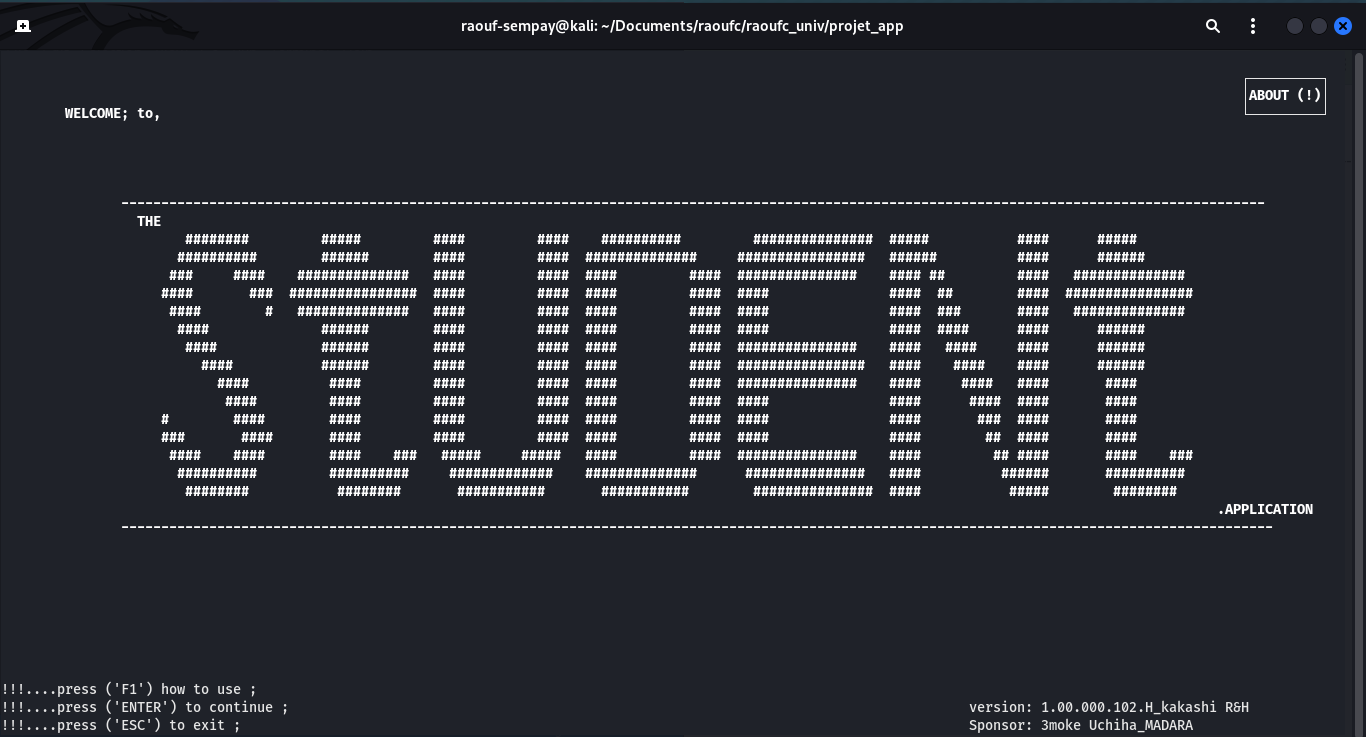 raouf-sempay@kali: ~/Documents/raoufc/raoufc_univ/projet_app
ABOUT (!)
WELCOME; to,
THE
StUDENt
.APPLICATION
!!!....press ('F1') how to use ;
!!!....press ('ENTER') to continue ;
!!!....press ('ESC') to exit ;
version: 1.00.000.102.H_kakashi R&H
Sponsor: 3moke Uchiha_MADARA